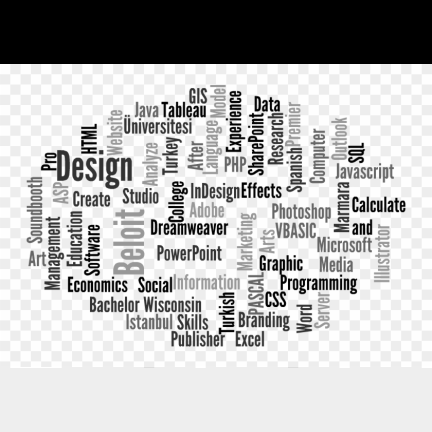 GIS
Model
Experience
Data
Java
Tableau
Website
Üniversitesi
Language
SharePoint
Research
Premier
HTML
Analyze
Turkey
After
PHP
Spanish
Computer
Outlook
SQL
Pro
Design
Javascript
Soundbooth
ASP
Create
Studio
College
InDesign
Effects
Marmara
Calculate
Adobe
Photoshop
Education
Software
Beloit
Dreamweaver
Marketing
Arts
VBASIC
and
Microsoft
Illustrator
Art
Management
PowerPoint
Graphic
Media
Economics
Social
Information
PASCAL
Programming
CSS
Bachelor
Wisconsin
Turkish
Word
Server
Istanbul
Skills
Branding
Publisher
Excel